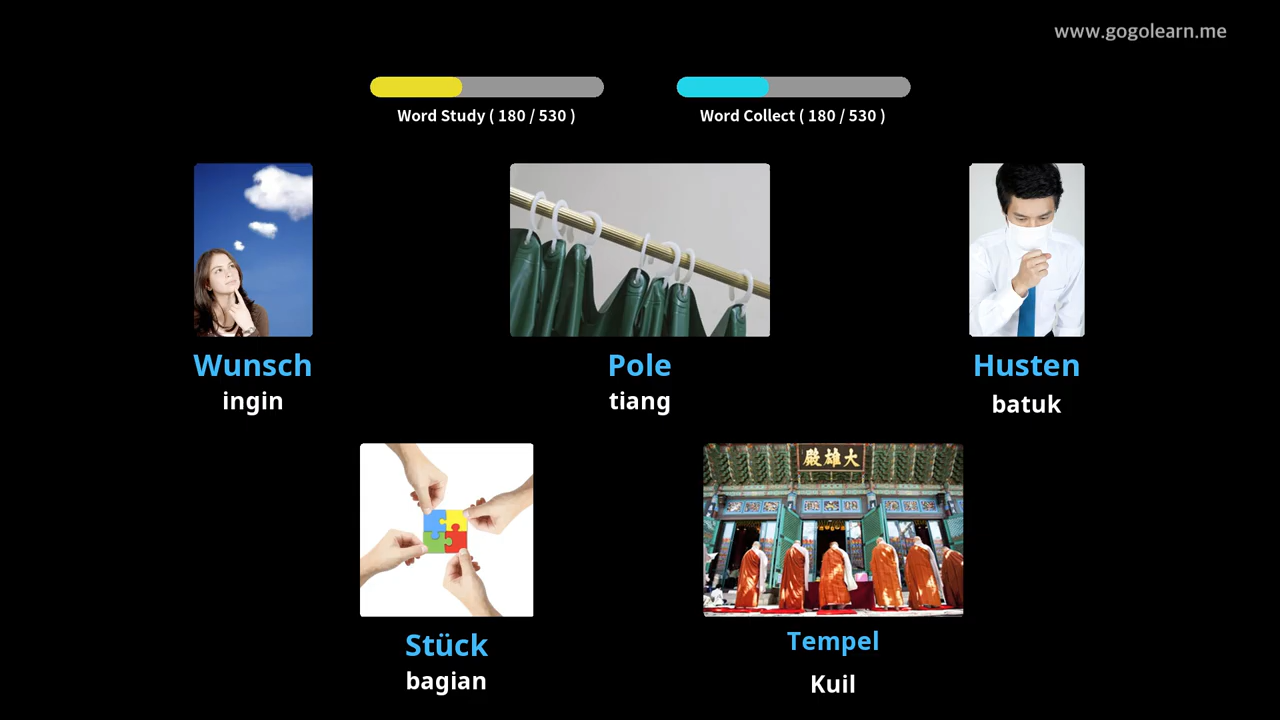 www.gogolearn.me
Word Study ( 180 / 530 )
Word Collect ( 180 / 530 )
Wunsch
ingin
Pole
tiang
Husten
batuk
大雄殿
Stück
bagian
Tempel
Kuil